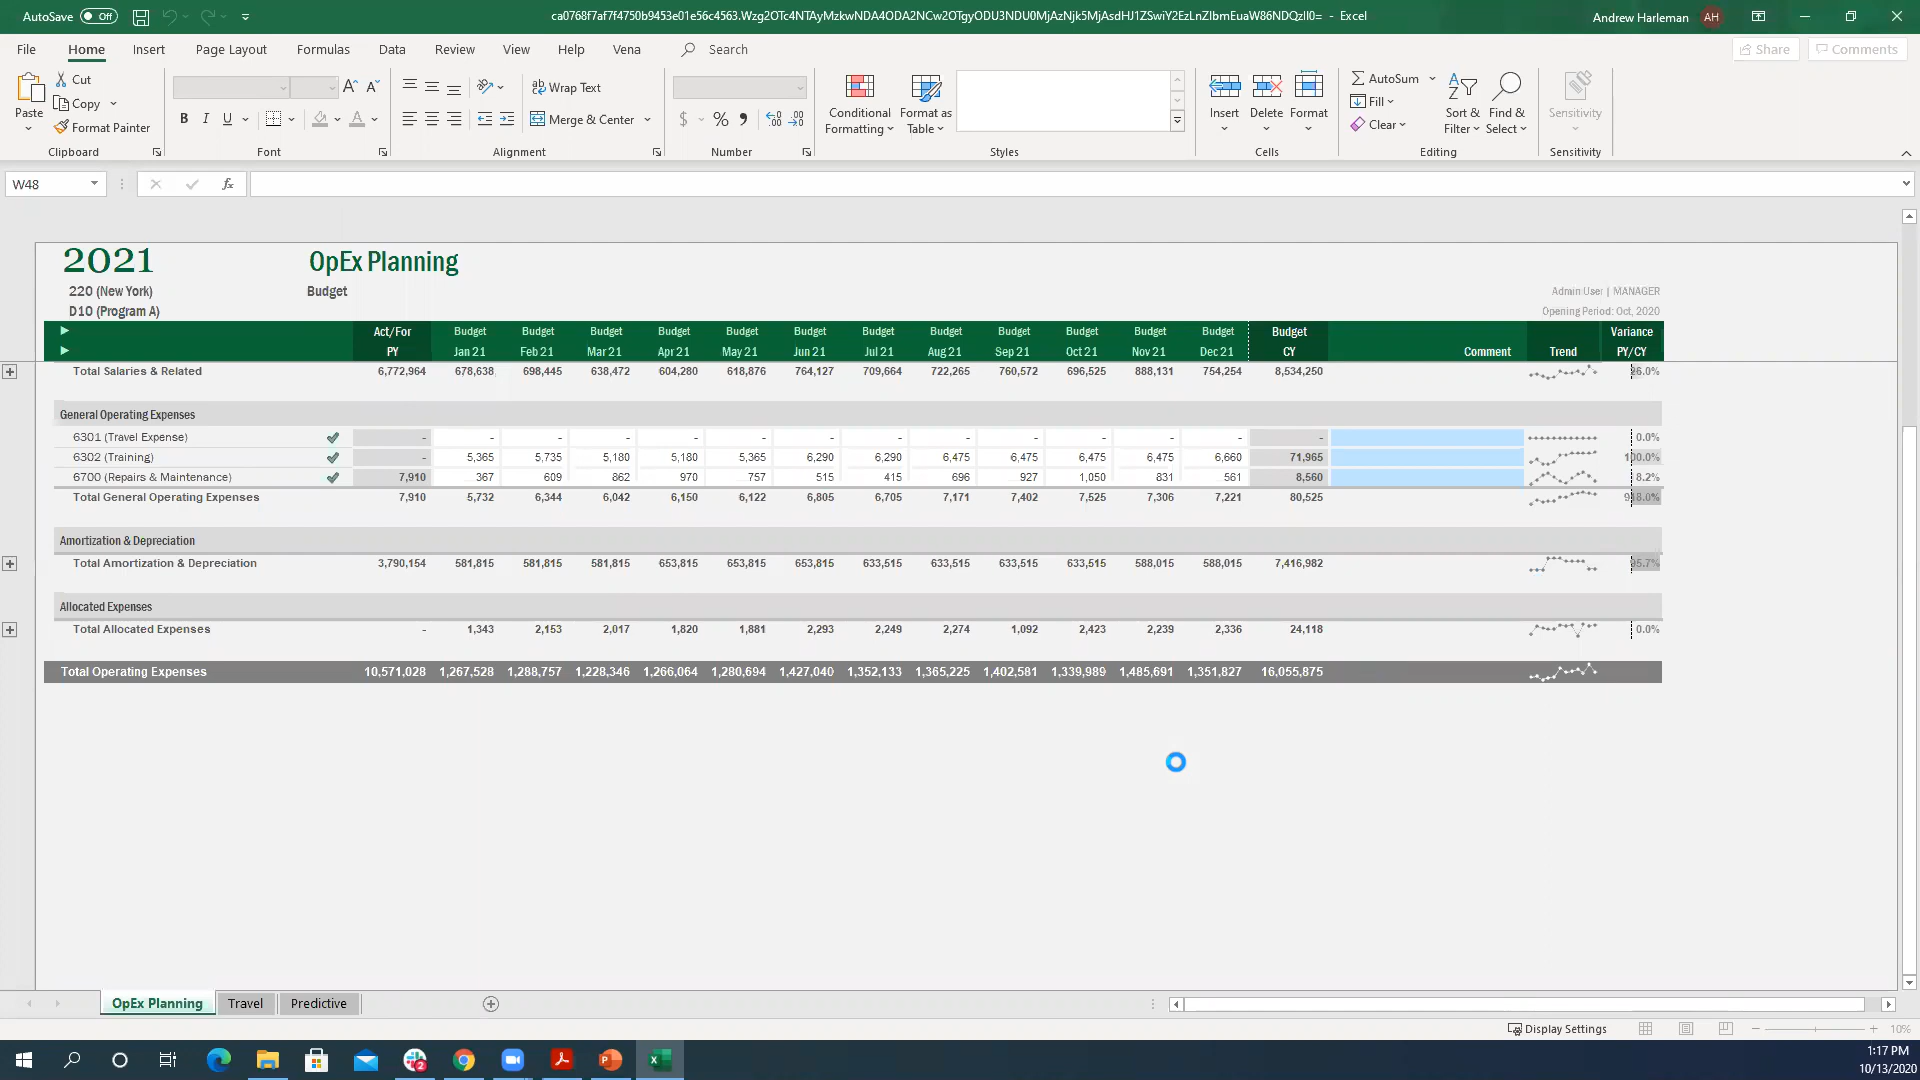 AutoSave Off
ca0768f7af7f4750b9453e01e56c4563.Wzg2OTc4NTAyMzkwNDA4ODA2NCw2OTgyODU3NDU0MjAzNjk5MjAsdHJ1ZSwiY2EzLnZlbmEuaW86NDQzIl0= - Excel
Andrew Harleman AH
File Home Insert Page Layout Formulas Data Review View Help Vena Search Share Comments
Paste Cut Copy Format Painter
Wrap Text Merge & Center
Conditional Formatting Format as Table
Insert Delete Format
AutoSum Fill Clear Sort & Filter Find & Select Sensitivity
Clipboard Font Alignment Number Styles Cells Editing Sensitivity
W48 fx
2021 OpEx Planning
220 (New York) Budget Admin User | MANAGER
D10 (Program A) Opening Period: Oct, 2020
Act/For Budget Budget Budget Budget Budget Budget Budget Budget Budget Budget Budget Budget Budget Variance
PY Jan 21 Feb 21 Mar 21 Apr 21 May 21 Jun 21 Jul 21 Aug 21 Sep 21 Oct 21 Nov 21 Dec 21 CY Comment Trend PY/CY
Total Salaries & Related 6,772,964 678,638 698,445 638,472 604,280 618,876 764,127 709,664 722,265 760,572 696,525 888,131 754,254 8,534,250 26.0%
General Operating Expenses
6301 (Travel Expense) - - - - - - - - - - - - - - 0.0%
6302 (Training) - 5,365 5,735 5,180 5,180 5,365 6,290 6,290 6,475 6,475 6,475 6,475 6,660 71,965 100.0%
6700 (Repairs & Maintenance) 7,910 367 609 862 970 757 515 415 696 927 1,050 831 561 8,560 8.2%
Total General Operating Expenses 7,910 5,732 6,344 6,042 6,150 6,122 6,805 6,705 7,171 7,402 7,525 7,306 7,221 80,525
Amortization & Depreciation
Total Amortization & Depreciation 3,790,154 581,815 581,815 581,815 653,815 653,815 653,815 633,515 633,515 633,515 633,515 588,015 588,015 7,416,982 95.7%
Allocated Expenses
Total Allocated Expenses - 1,343 2,153 2,017 1,820 1,881 2,293 2,249 2,274 1,092 2,423 2,239 2,336 24,118 0.0%
Total Operating Expenses 10,571,028 1,267,528 1,288,757 1,228,346 1,266,064 1,280,694 1,427,040 1,352,133 1,365,225 1,402,581 1,339,989 1,485,691 1,351,827 16,055,875
OpEx Planning Travel Predictive
Display Settings 10%
1:17 PM
10/13/2020